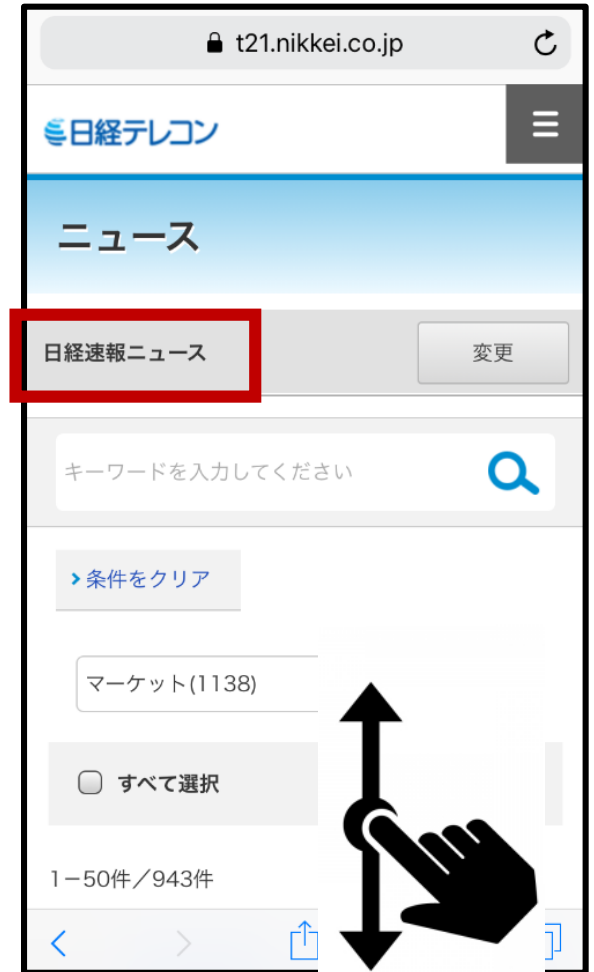 t21.nikkei.co.jp
日経テレコン
ニュース
日経速報ニュース
変更
キーワードを入力してください
条件をクリア
マーケット(1138)
すべて選択
1－50件／943件